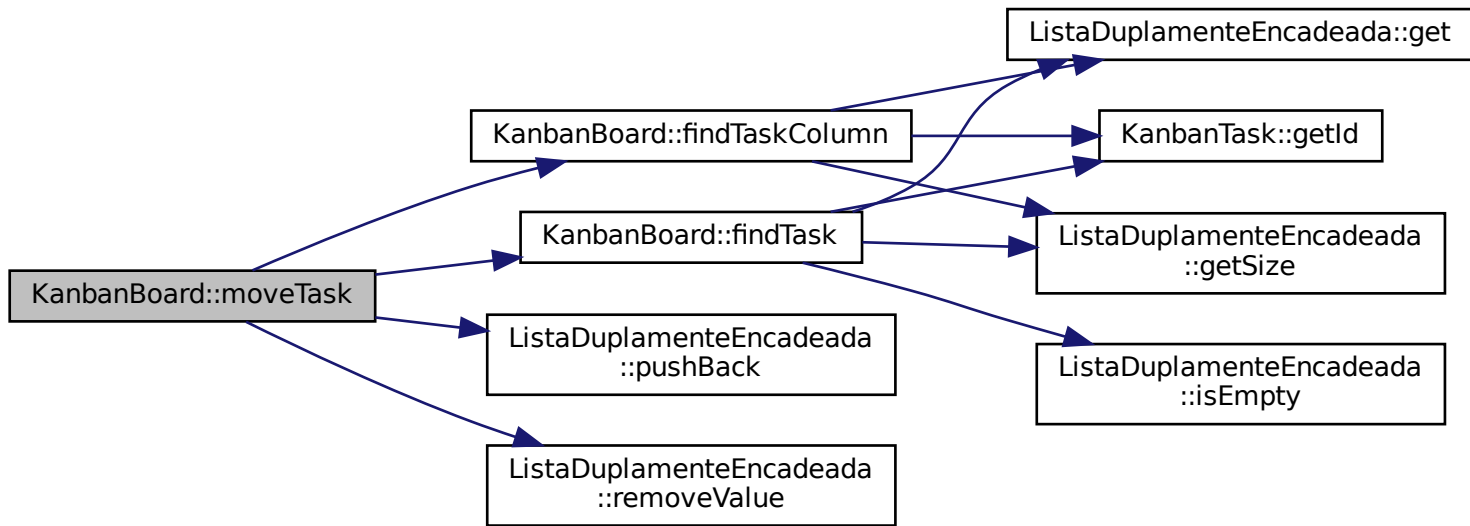 ListaDuplamenteEncadeada::get
KanbanBoard::findTaskColumn
KanbanTask::getId
KanbanBoard::findTask
ListaDuplamenteEncadeada
::getSize
KanbanBoard::moveTask
ListaDuplamenteEncadeada
::pushBack
ListaDuplamenteEncadeada
::isEmpty
ListaDuplamenteEncadeada
::removeValue